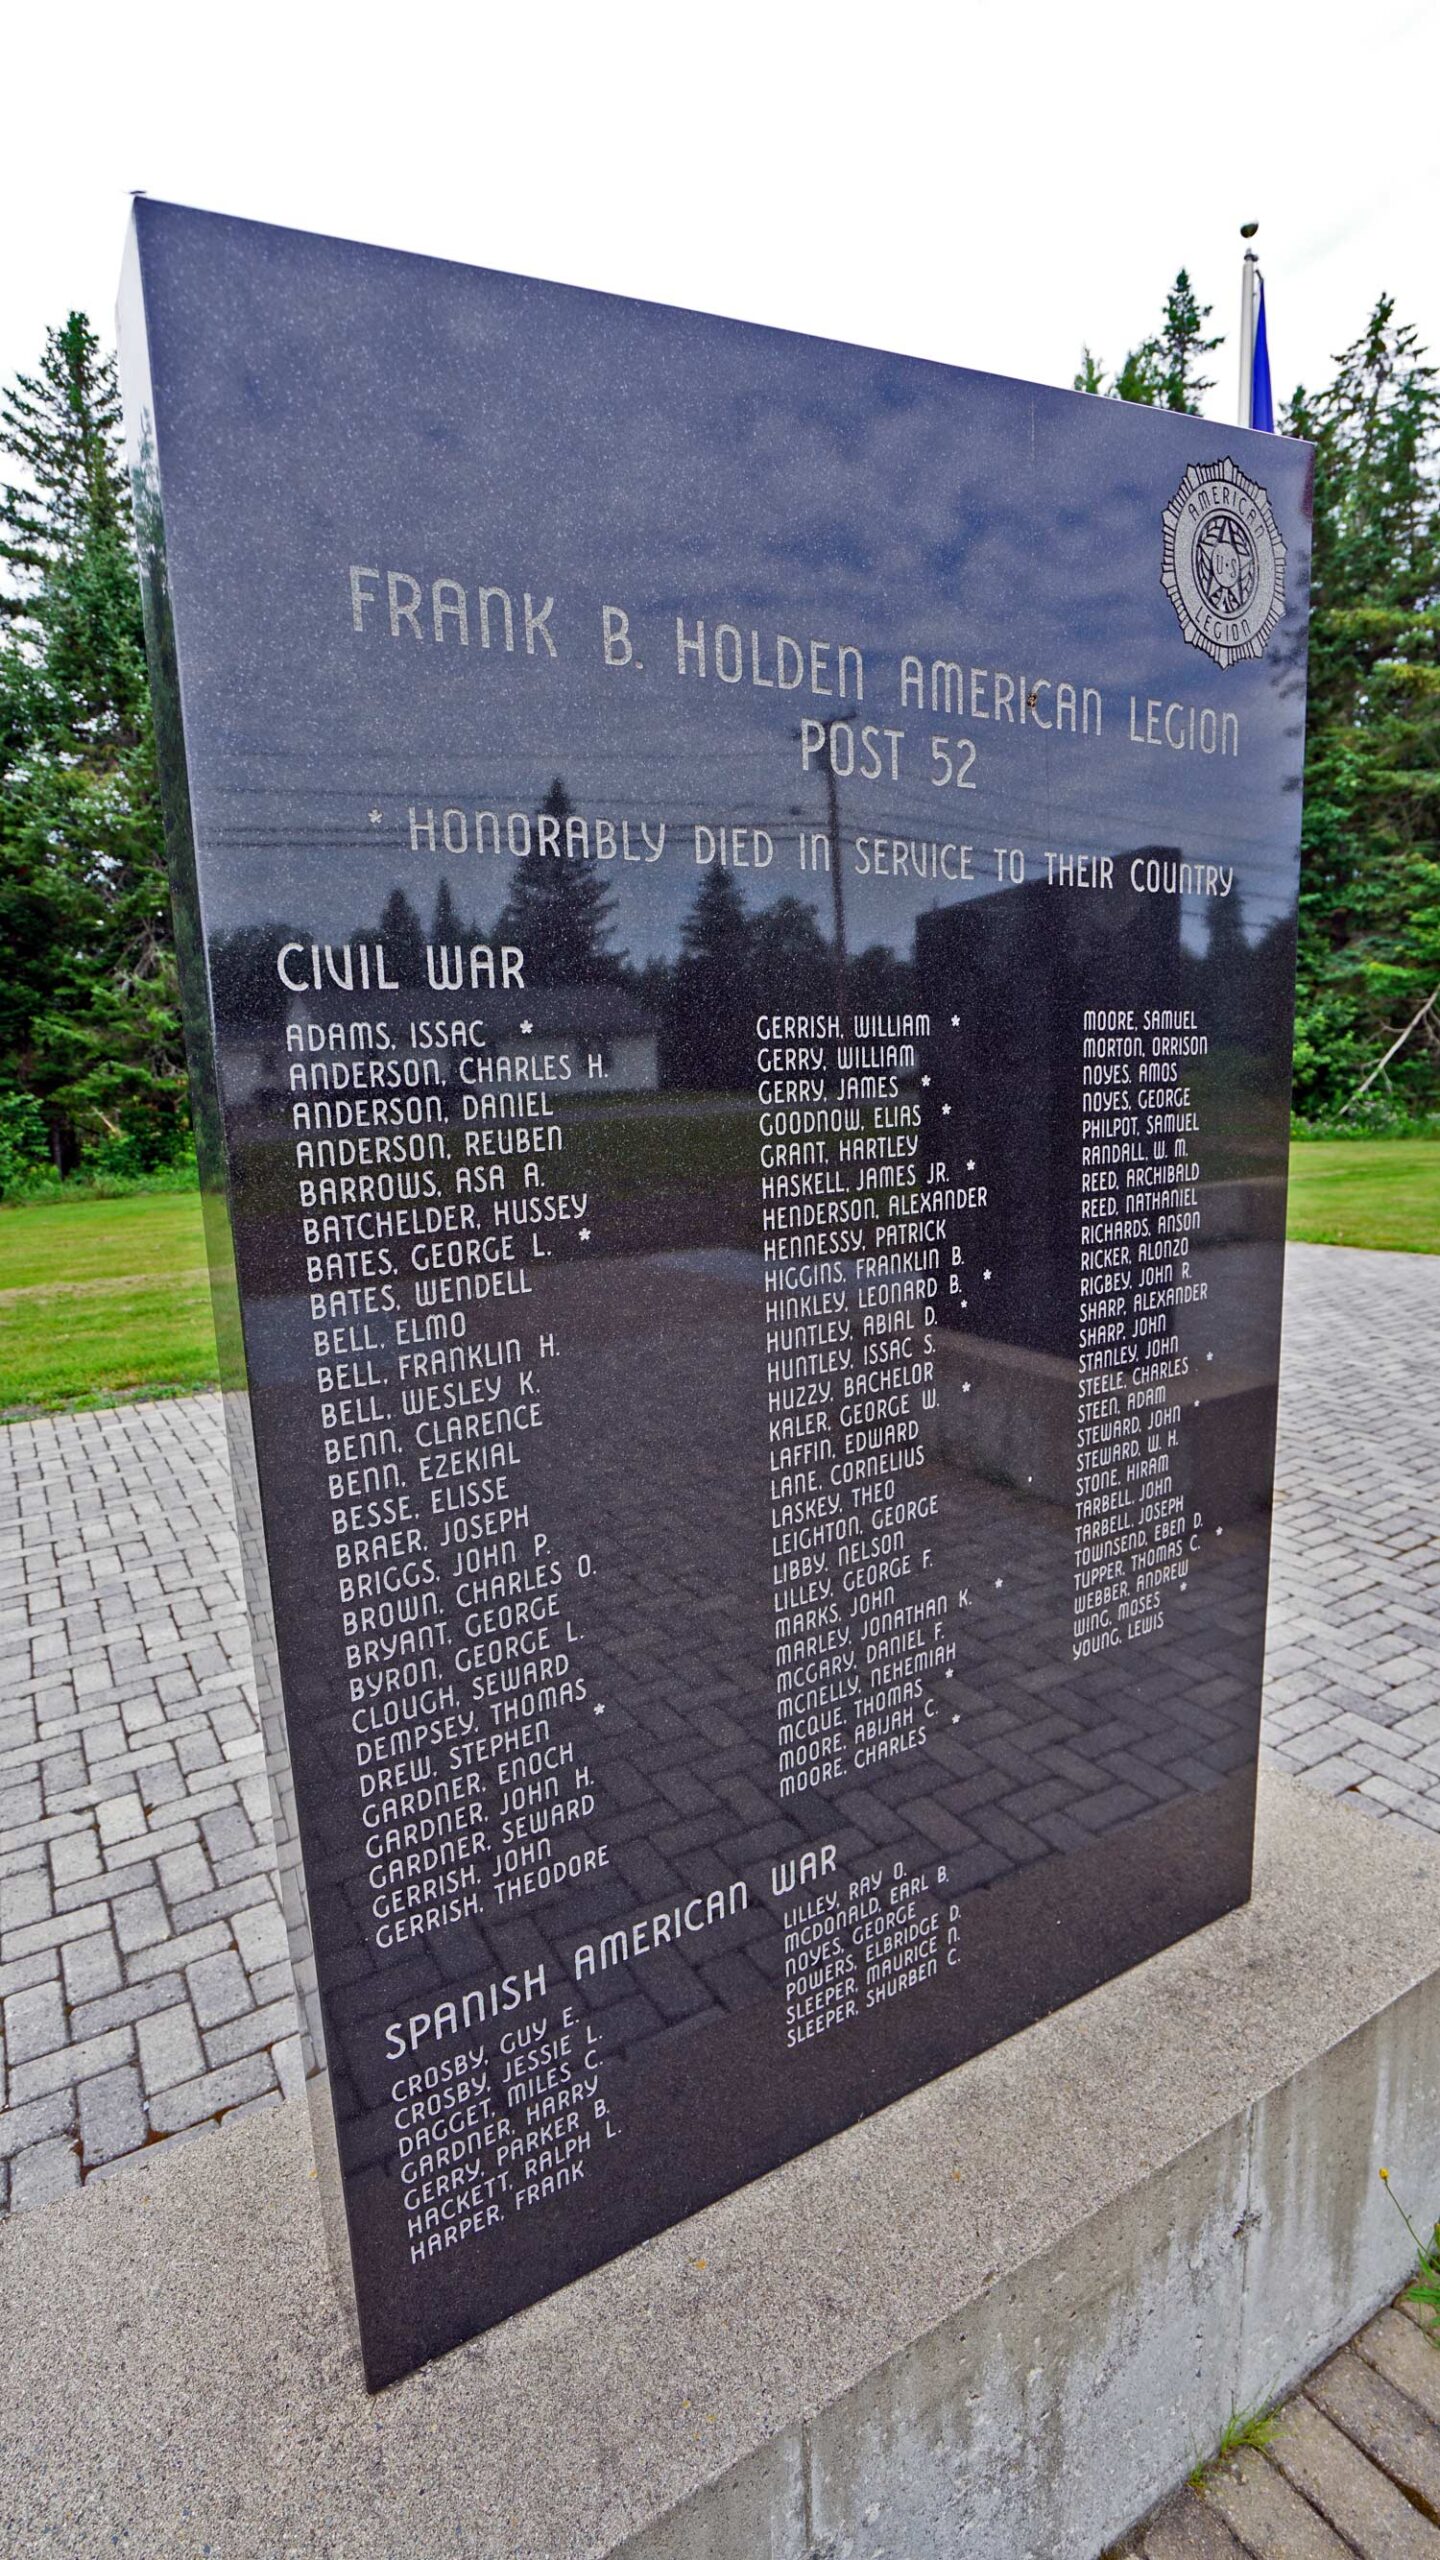 AMERICAN
U·S
LEGION
FRANK B. HOLDEN AMERICAN LEGION
POST 52
* HONORABLY DIED IN SERVICE TO THEIR COUNTRY
CIVIL WAR
ADAMS, ISSAC *
ANDERSON, CHARLES H.
ANDERSON, DANIEL
ANDERSON, REUBEN
BARROWS, ASA A.
BATCHELDER, HUSSEY
BATES, GEORGE L. *
BATES, WENDELL
BELL, ELMO
BELL, FRANKLIN H.
BELL, WESLEY K.
BENN, CLARENCE
BENN, EZEKIAL
BESSE, ELISSE
BRAER, JOSEPH
BRIGGS, JOHN P.
BROWN, CHARLES O.
BRYANT, GEORGE
BYRON, GEORGE L.
CLOUGH, SEWARD
DEMPSEY, THOMAS
DREW, STEPHEN *
GARDNER, ENOCH
GARDNER, JOHN H.
GARDNER, SEWARD
GERRISH, JOHN
GERRISH, THEODORE
GERRISH, WILLIAM *
GERRY, WILLIAM
GERRY, JAMES *
GOODNOW, ELIAS *
GRANT, HARTLEY
HASKELL, JAMES JR. *
HENDERSON, ALEXANDER
HENNESSY, PATRICK
HIGGINS, FRANKLIN B.
HINKLEY, LEONARD B. *
HUNTLEY, ABIAL D. *
HUNTLEY, ISSAC S.
HUZZY, BACHELOR
KALER, GEORGE W. *
LAFFIN, EDWARD
LANE, CORNELIUS
LASKEY, THEO
LEIGHTON, GEORGE
LIBBY, NELSON
LILLEY, GEORGE F.
MARKS, JOHN
MARLEY, JONATHAN K. *
MCGARY, DANIEL F.
MCNELLY, NEHEMIAH
MCQUE, THOMAS *
MOORE, ABIJAH C.
MOORE, CHARLES *
MOORE, SAMUEL
MORTON, ORRISON
NOYES, AMOS
NOYES, GEORGE
PHILPOT, SAMUEL
RANDALL, W. M.
REED, ARCHIBALD
REED, NATHANIEL
RICHARDS, ANSON
RICKER, ALONZO
RIGBEY, JOHN R.
SHARP, ALEXANDER
SHARP, JOHN
STANLEY, JOHN
STEELE, CHARLES *
STEEN, ADAM
STEWARD, JOHN *
STEWARD, W. H.
STONE, HIRAM
TARBELL, JOHN
TARBELL, JOSEPH
TOWNSEND, EBEN D. *
TUPPER, THOMAS C.
WEBBER, ANDREW
WING, MOSES *
YOUNG, LEWIS
SPANISH AMERICAN WAR
CROSBY, GUY E.
CROSBY, JESSIE L.
DAGGET, MILES C.
GARDNER, HARRY
GERRY, PARKER B.
HACKETT, RALPH L.
HARPER, FRANK
LILLEY, RAY O.
MCDONALD, EARL B.
NOYES, GEORGE
POWERS, ELBRIDGE D.
SLEEPER, MAURICE N.
SLEEPER, SHURBEN C.